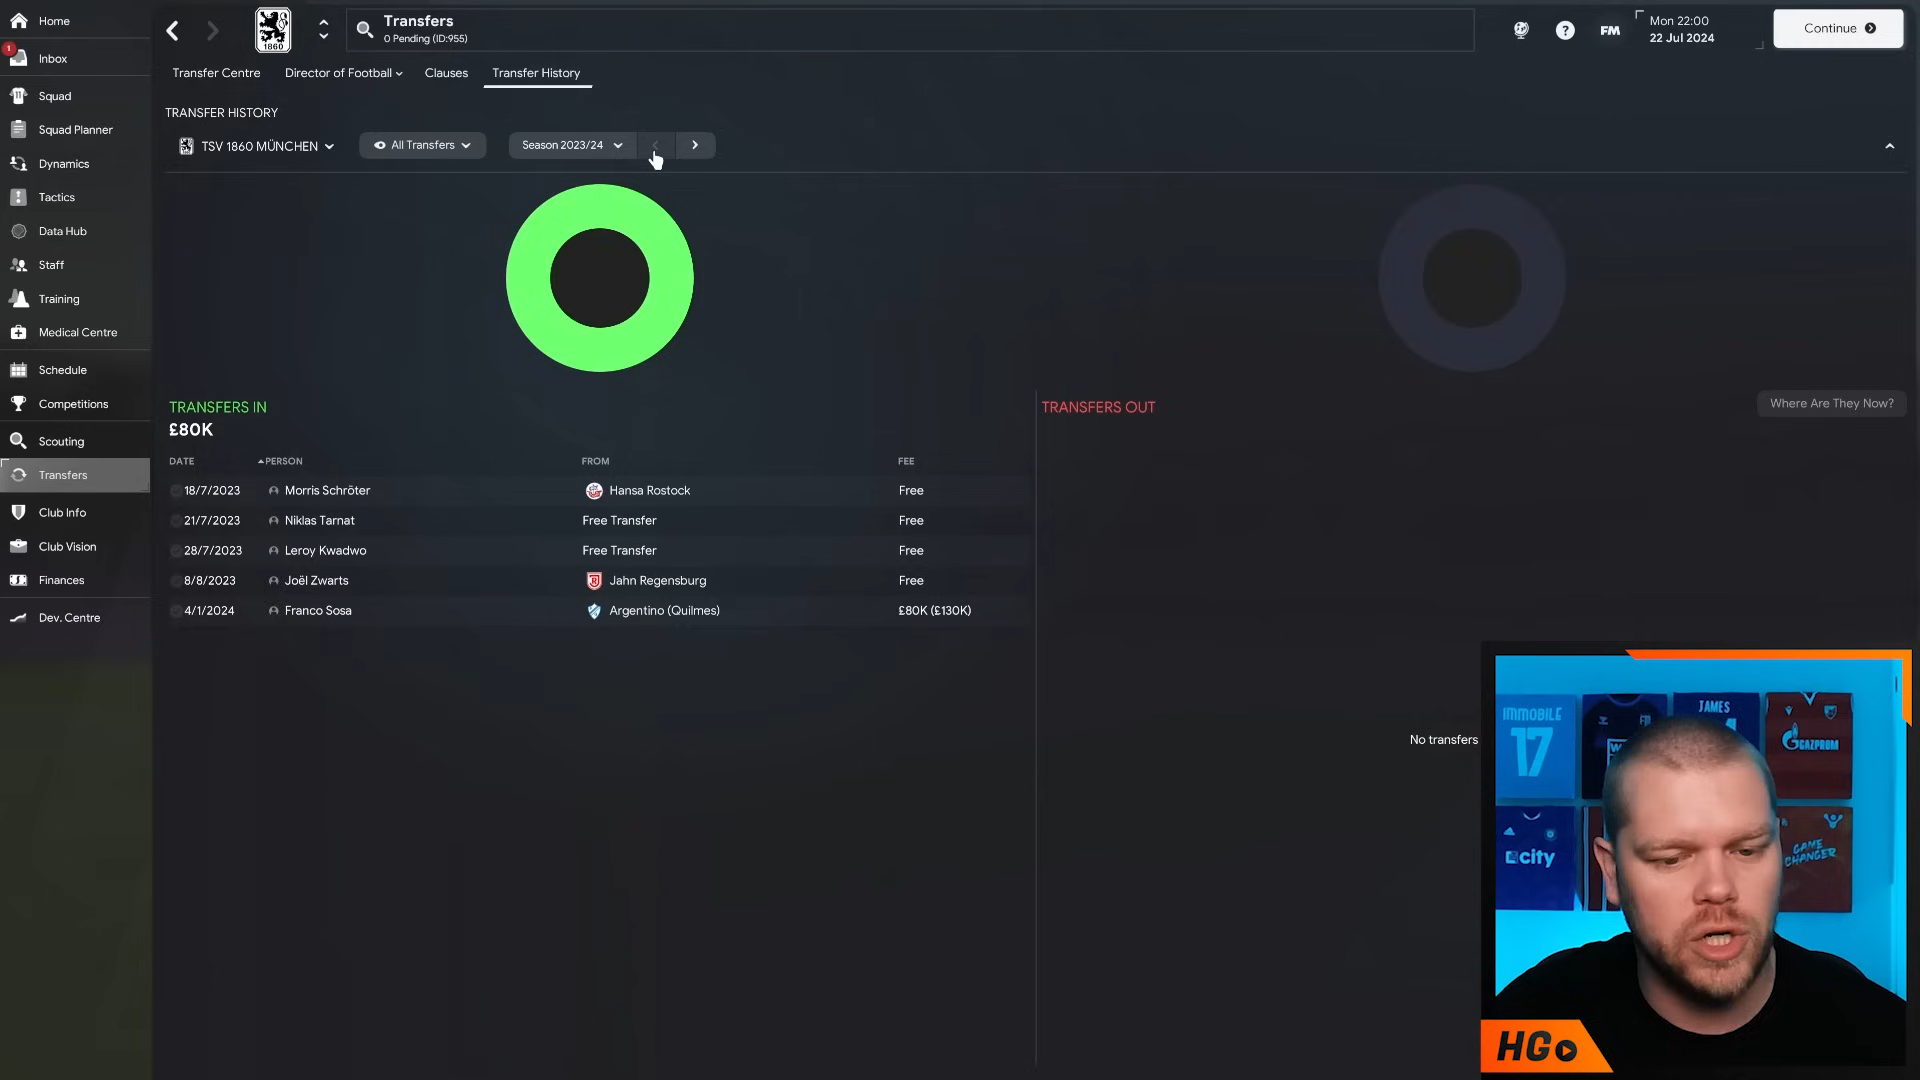 Home
Inbox
1
Squad
Squad Planner
Dynamics
Tactics
Data Hub
Staff
Training
Medical Centre
Schedule
Competitions
Scouting
Transfers
Club Info
Club Vision
Finances
Dev. Centre
1860
Transfers
0 Pending (ID:955)
FM
Mon 22:00
22 Jul 2024
Continue
Transfer Centre
Director of Football
Clauses
Transfer History
TRANSFER HISTORY
TSV 1860 MÜNCHEN
All Transfers
Season 2023/24
TRANSFERS IN
£80K
DATE PERSON FROM FEE
18/7/2023 Morris Schröter Hansa Rostock Free
21/7/2023 Niklas Tarnat Free Transfer Free
28/7/2023 Leroy Kwadwo Free Transfer Free
8/8/2023 Joël Zwarts Jahn Regensburg Free
4/1/2024 Franco Sosa Argentino (Quilmes) £80K (£130K)
TRANSFERS OUT
Where Are They Now?
No transfers
IMMOBILE
17
JAMES
GAZPROM
city
GAME
CHANGER
HG